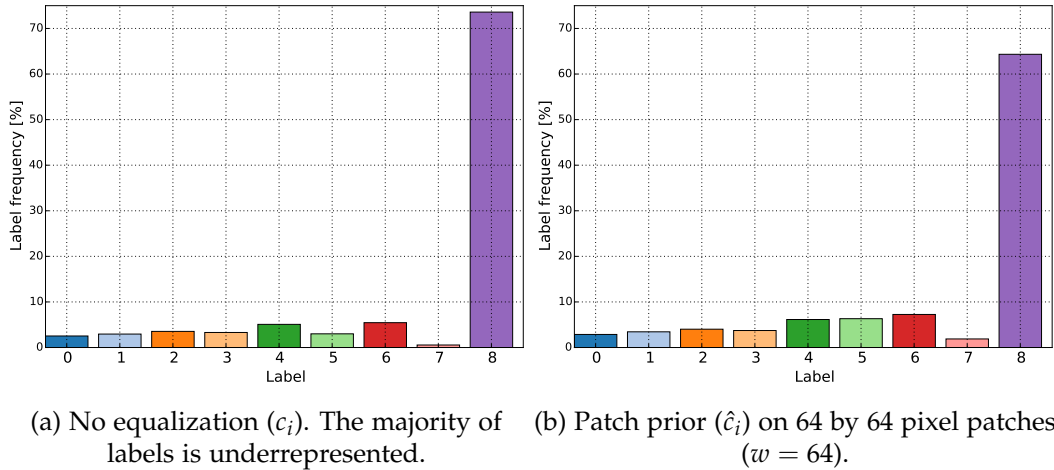 Label frequency [%]
70
60
50
40
30
20
10
0
0 1 2 3 4 5 6 7 8
Label
(a) No equalization (cᵢ). The majority of
labels is underrepresented.
Label frequency [%]
70
60
50
40
30
20
10
0
0 1 2 3 4 5 6 7 8
Label
(b) Patch prior (ĉᵢ) on 64 by 64 pixel patches
(w = 64).